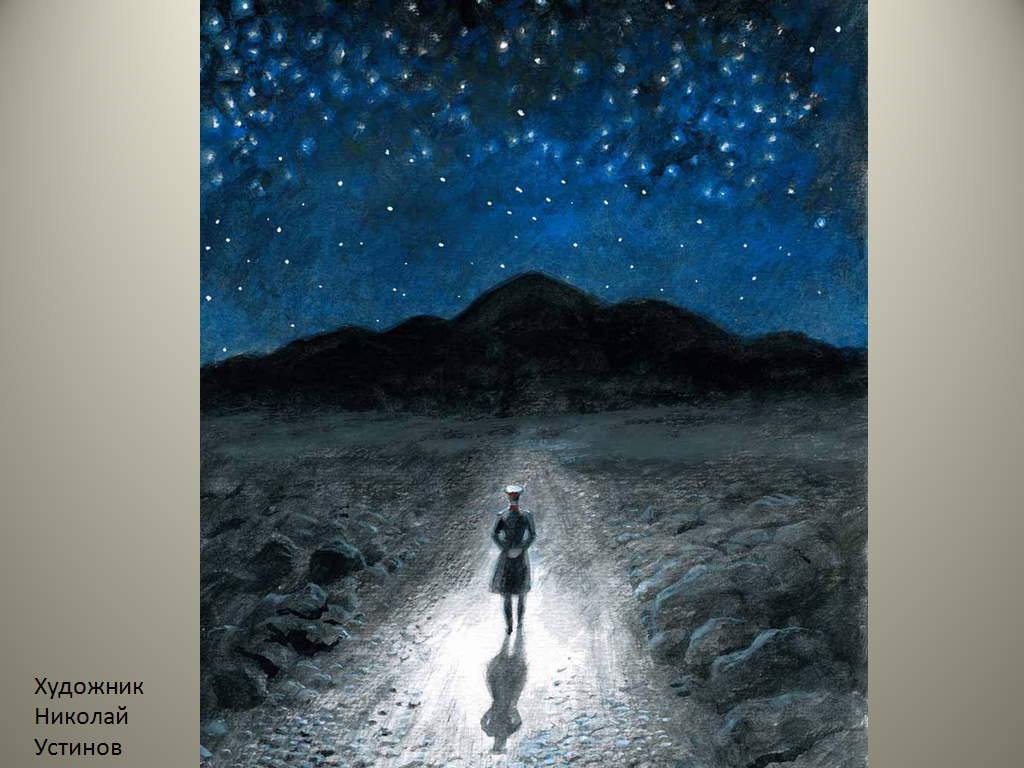 Художник
Николай
Устинов